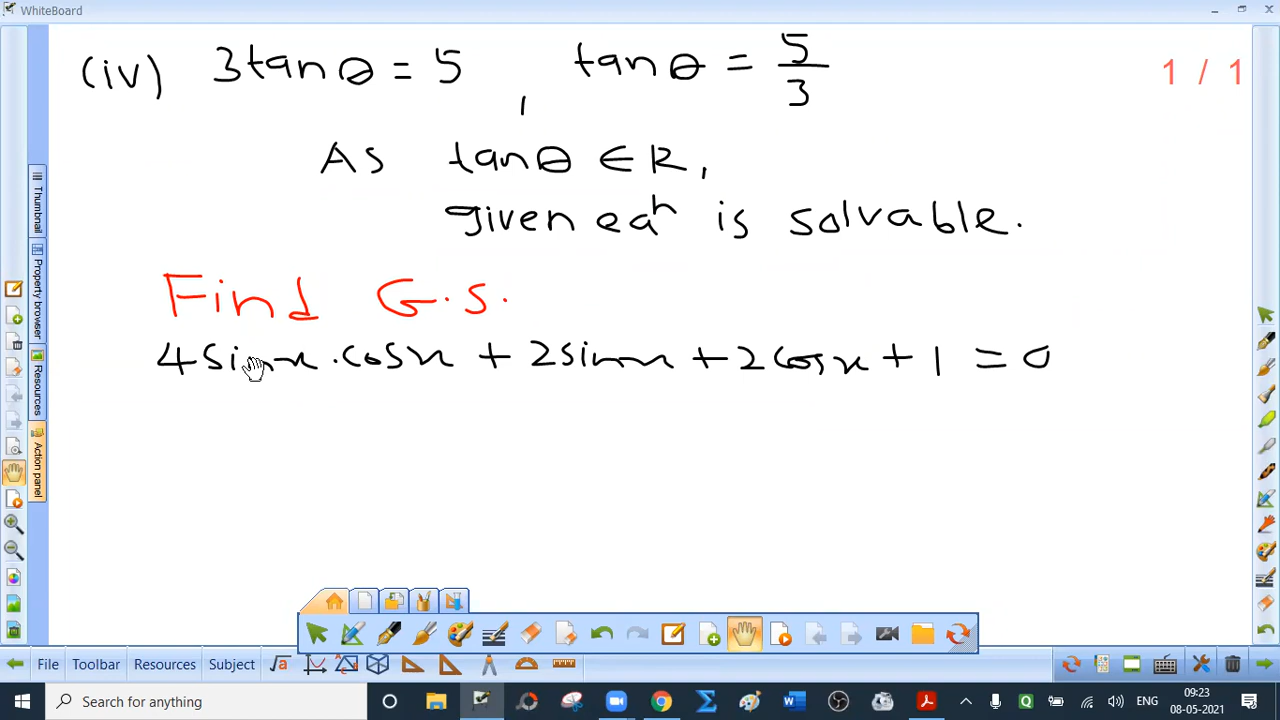 WhiteBoard
(iv) 3tanθ = 5 , tanθ = 5/3
1 / 1
As tanθ ∈ R,
given eqⁿ is solvable.
Find G.S.
4sinx.cosx + 2sinx + 2cosx + 1 = 0
Thumbnail
Property browser
Resources
Action panel
File Toolbar Resources Subject
Search for anything
ENG
09:23
08-05-2021